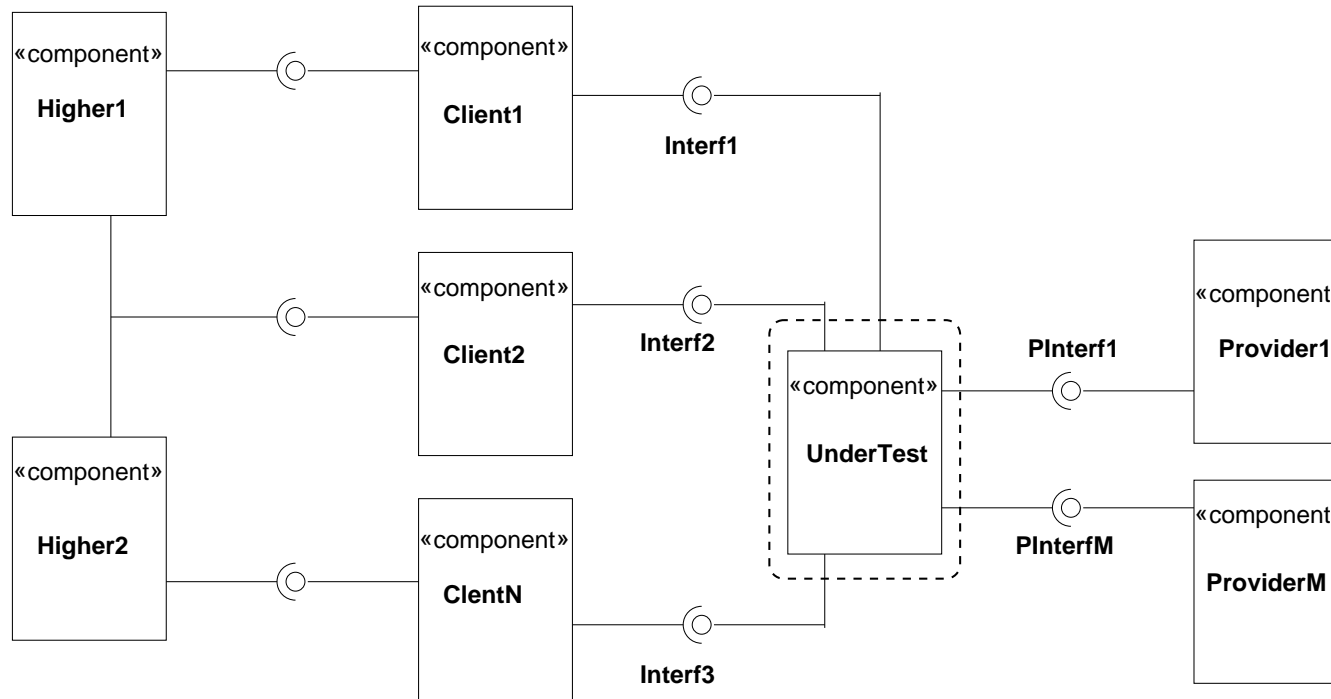 «component»
Higher1
«component»
Client1
Interf1
«component»
Client2
Interf2
«component»
UnderTest
PInterf1
«component
Provider1
«component»
Higher2
«component»
ClentN
Interf3
PInterfM
«component
ProviderM